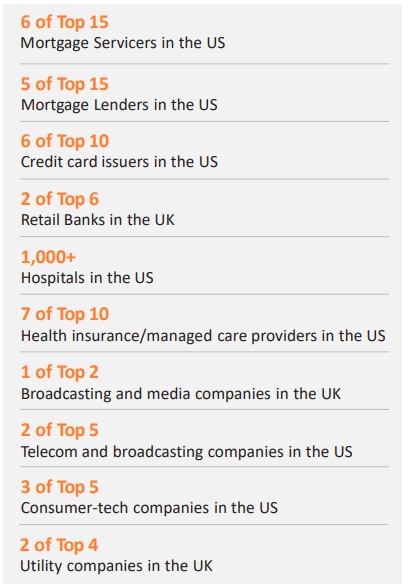 6 of Top 15
Mortgage Servicers in the US
5 of Top 15
Mortgage Lenders in the US
6 of Top 10
Credit card issuers in the US
2 of Top 6
Retail Banks in the UK
1,000+
Hospitals in the US
7 of Top 10
Health insurance/managed care providers in the US
1 of Top 2
Broadcasting and media companies in the UK
2 of Top 5
Telecom and broadcasting companies in the US
3 of Top 5
Consumer-tech companies in the US
2 of Top 4
Utility companies in the UK